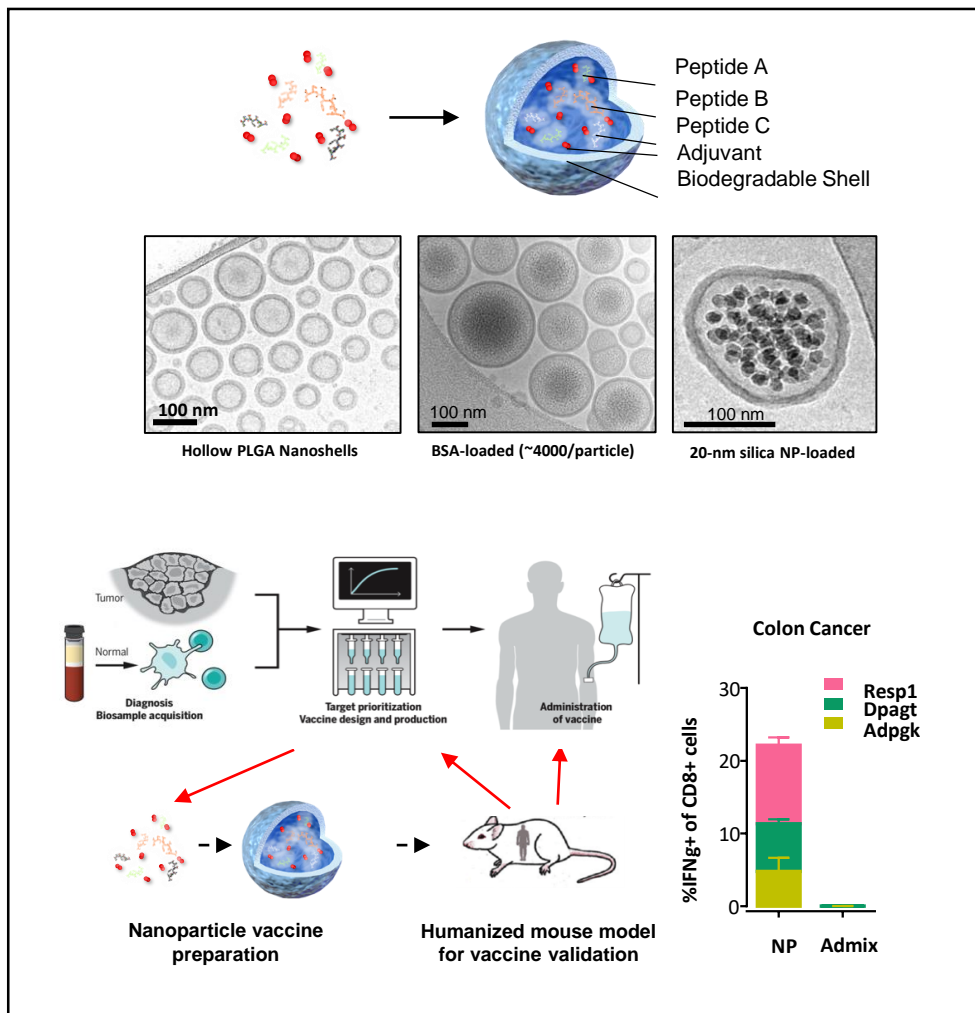 Peptide A
Peptide B
Peptide C
Adjuvant
Biodegradable Shell
100 nm
100 nm
100 nm
Hollow PLGA Nanoshells
BSA-loaded (~4000/particle)
20-nm silica NP-loaded
Tumor
Normal
Diagnosis
Biosample acquisition
Target prioritization
Vaccine design and production
Administration
of vaccine
Colon Cancer
Resp1
Dpagt
Adpgk
%IFNg+ of CD8+ cells
30
20
10
0
NP
Admix
Nanoparticle vaccine
preparation
Humanized mouse model
for vaccine validation